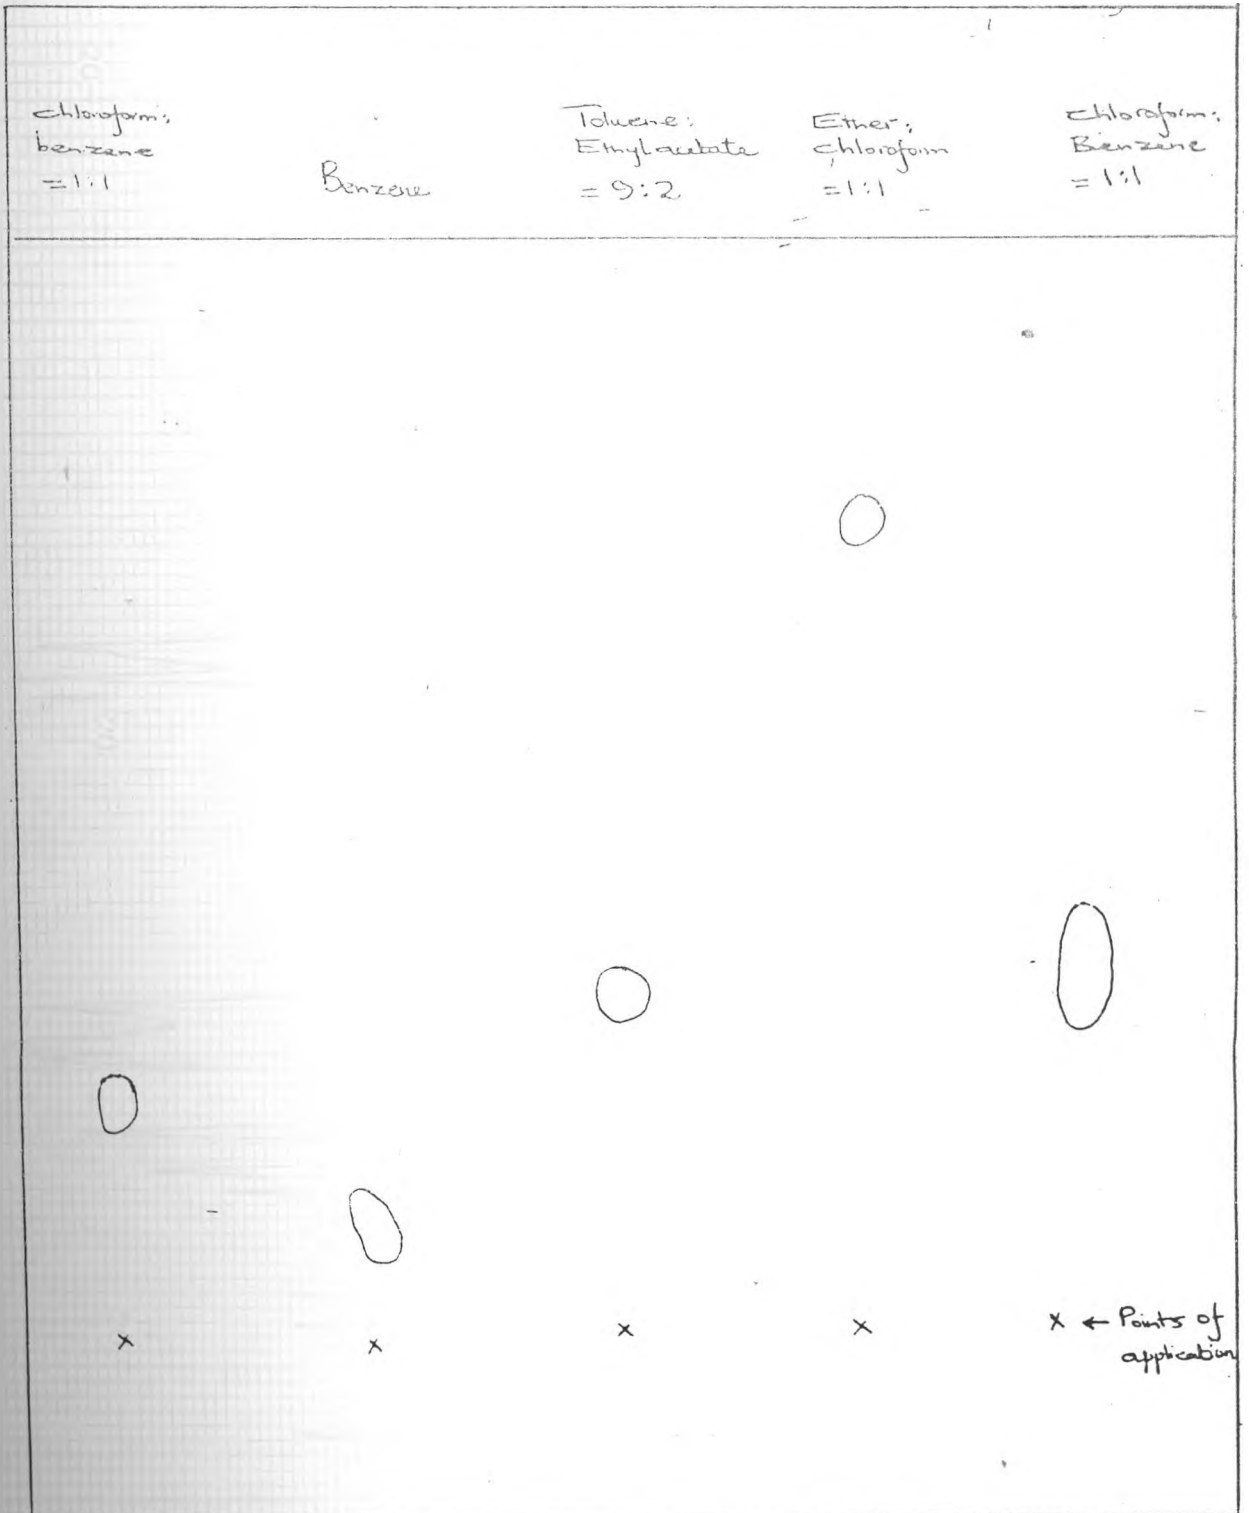 chloroform:
benzene
=1:1
Benzene
Toluene:
Ethylacetate
= 9:2
Ether:
chloroform
=1:1
chloroform:
Benzene
= 1:1
x
x
x
x
x ← Points of
application